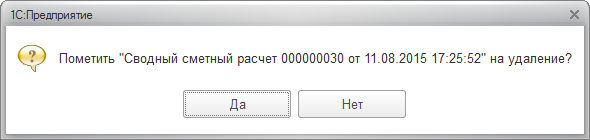 1С:Предприятие
Пометить "Сводный сметный расчет 000000030 от 11.08.2015 17:25:52" на удаление?
Да
Нет